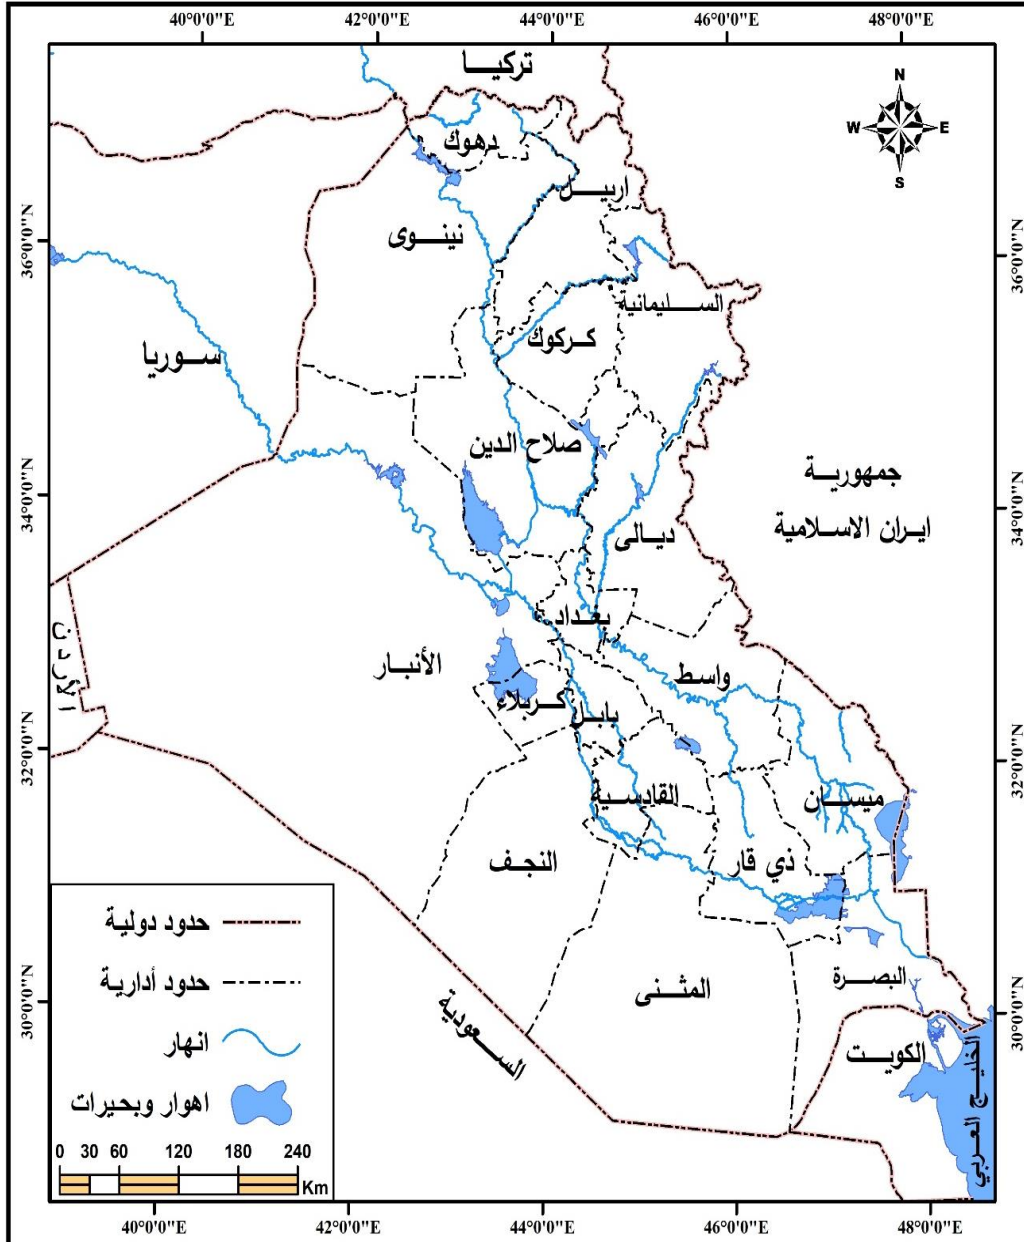 40°0'0"E 42°0'0"E 44°0'0"E 46°0'0"E 48°0'0"E
تركيا
N
W E
S
دهوك
اربيل
36°0'0"N
نينوى
36°0'0"N
السليمانية
كركوك
سوريا
صلاح الدين
جمهورية
ايران الاسلامية
34°0'0"N
34°0'0"N
ديالى
بغداد
الأردن
الأنبار
واسط
كربلاء
بابل
32°0'0"N
32°0'0"N
القادسية
ميسان
النجف
ذي قار
المثنى
البصرة
30°0'0"N
30°0'0"N
السعودية
الكويت
الخليج العربي
حدود دولية
حدود أدارية
انهار
اهوار وبحيرات
0 30 60 120 180 240
Km
40°0'0"E 42°0'0"E 44°0'0"E 46°0'0"E 48°0'0"E